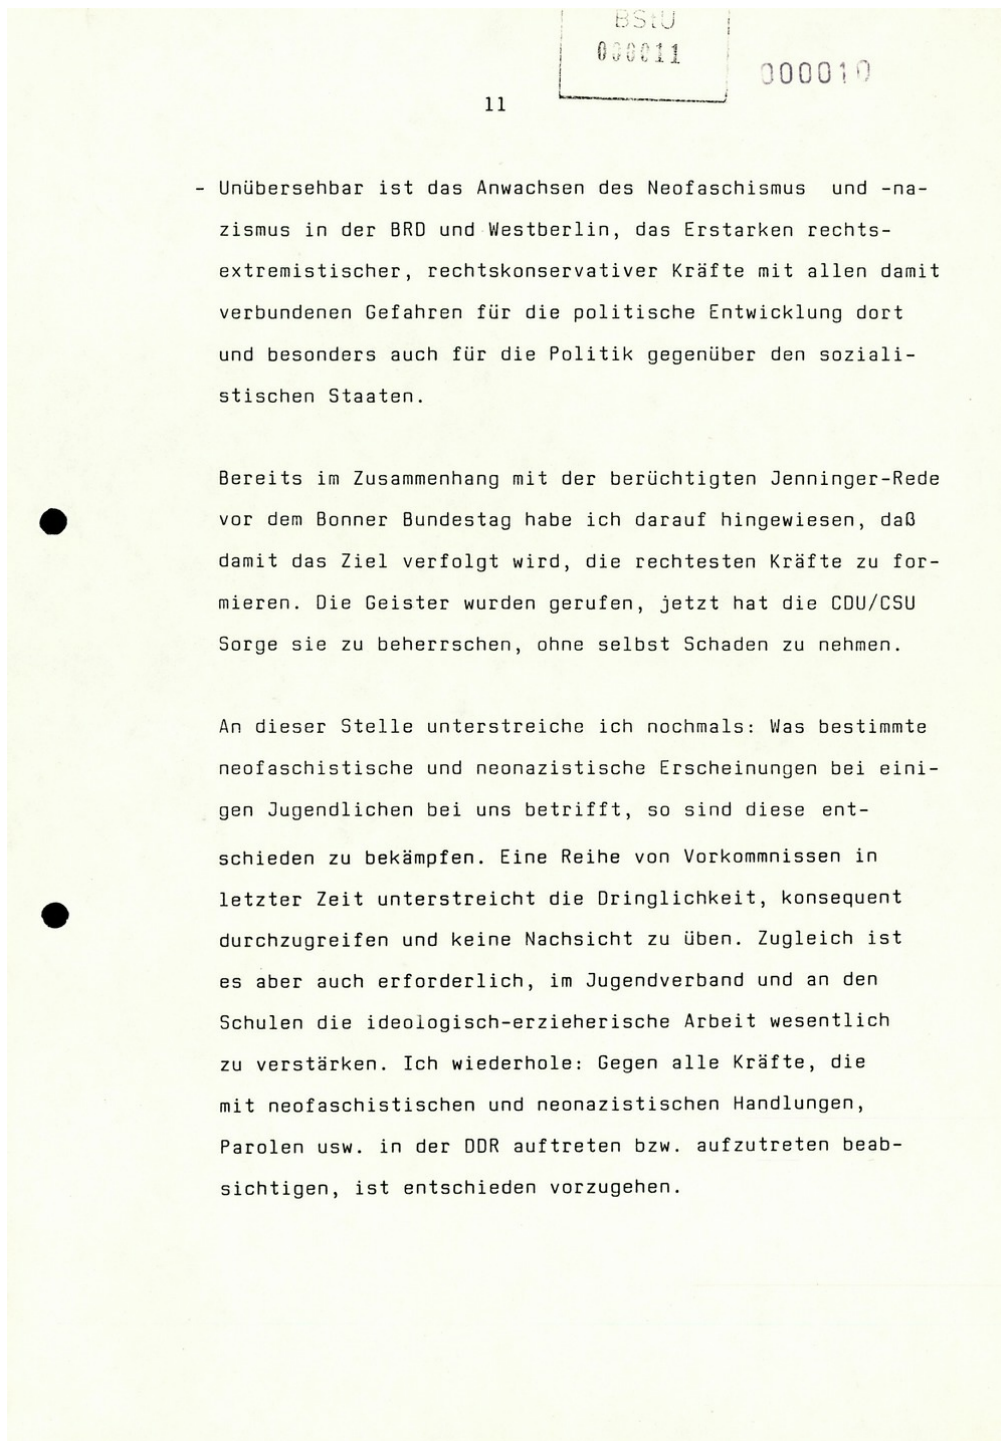 BStU
000011
000010
11
- Unübersehbar ist das Anwachsen des Neofaschismus und -na-
zismus in der BRD und Westberlin, das Erstarken rechts-
extremistischer, rechtskonservativer Kräfte mit allen damit
verbundenen Gefahren für die politische Entwicklung dort
und besonders auch für die Politik gegenüber den soziali-
stischen Staaten.
Bereits im Zusammenhang mit der berüchtigten Jenninger-Rede
vor dem Bonner Bundestag habe ich darauf hingewiesen, daß
damit das Ziel verfolgt wird, die rechtesten Kräfte zu for-
mieren. Die Geister wurden gerufen, jetzt hat die CDU/CSU
Sorge sie zu beherrschen, ohne selbst Schaden zu nehmen.
An dieser Stelle unterstreiche ich nochmals: Was bestimmte
neofaschistische und neonazistische Erscheinungen bei eini-
gen Jugendlichen bei uns betrifft, so sind diese ent-
schieden zu bekämpfen. Eine Reihe von Vorkommnissen in
letzter Zeit unterstreicht die Dringlichkeit, konsequent
durchzugreifen und keine Nachsicht zu üben. Zugleich ist
es aber auch erforderlich, im Jugendverband und an den
Schulen die ideologisch-erzieherische Arbeit wesentlich
zu verstärken. Ich wiederhole: Gegen alle Kräfte, die
mit neofaschistischen und neonazistischen Handlungen,
Parolen usw. in der DDR auftreten bzw. aufzutreten beab-
sichtigen, ist entschieden vorzugehen.